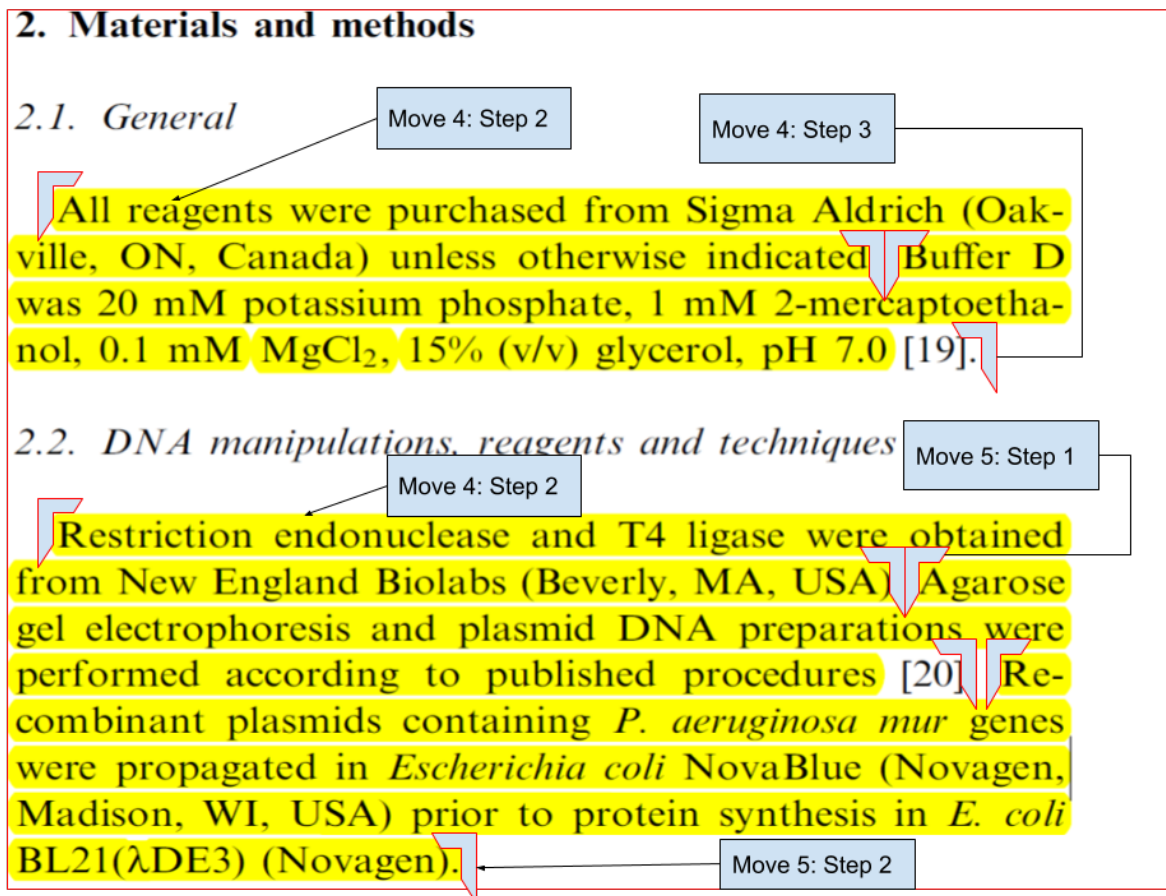 2. Materials and methods
2.1. General
Move 4: Step 2
Move 4: Step 3
All reagents were purchased from Sigma Aldrich (Oak-
ville, ON, Canada) unless otherwise indicated Buffer D
was 20 mM potassium phosphate, 1 mM 2-mercaptoetha-
nol, 0.1 mM MgCl₂, 15% (v/v) glycerol, pH 7.0 [19].
2.2. DNA manipulations, reagents and techniques
Move 5: Step 1
Move 4: Step 2
Restriction endonuclease and T4 ligase were obtained
from New England Biolabs (Beverly, MA, USA) Agarose
gel electrophoresis and plasmid DNA preparations were
performed according to published procedures [20] Re-
combinant plasmids containing P. aeruginosa mur genes
were propagated in Escherichia coli NovaBlue (Novagen,
Madison, WI, USA) prior to protein synthesis in E. coli
BL21(λDE3) (Novagen).
Move 5: Step 2